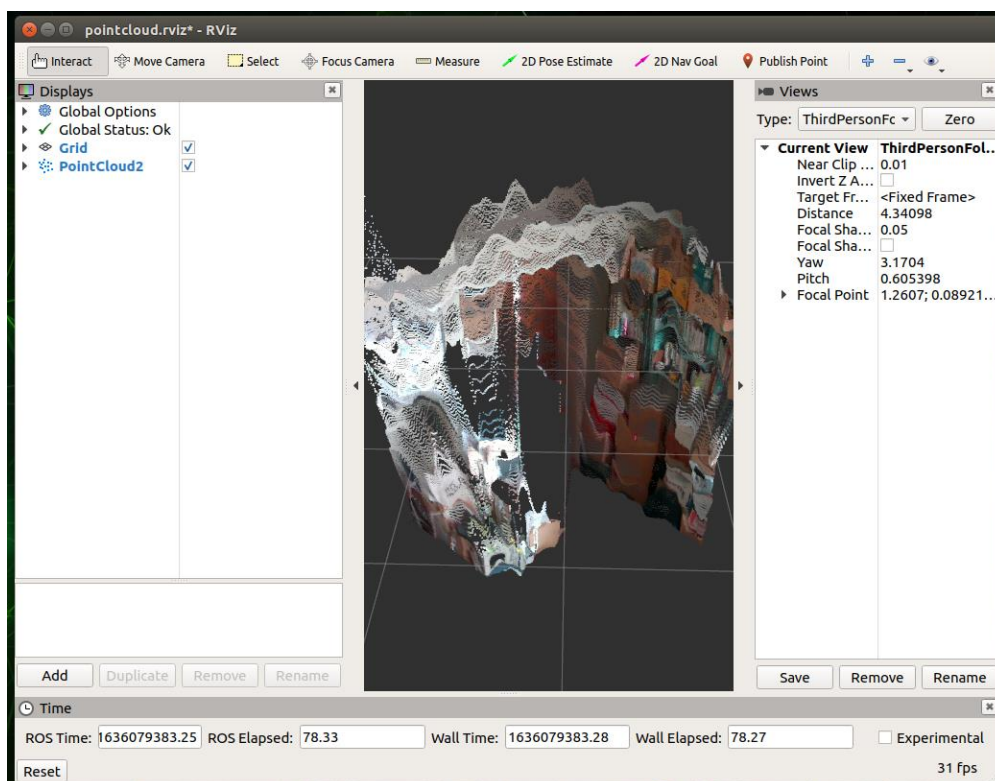 pointcloud.rviz* - RViz
Interact Move Camera Select Focus Camera Measure 2D Pose Estimate 2D Nav Goal Publish Point
Displays
Global Options
Global Status: Ok
Grid
PointCloud2
Add Duplicate Remove Rename
Views
Type: ThirdPersonFc Zero
Current View ThirdPersonFol...
Near Clip ... 0.01
Invert Z A...
Target Fr... <Fixed Frame>
Distance 4.34098
Focal Sha... 0.05
Focal Sha...
Yaw 3.1704
Pitch 0.605398
Focal Point 1.2607; 0.08921...
Save Remove Rename
Time
ROS Time: 1636079383.25 ROS Elapsed: 78.33 Wall Time: 1636079383.28 Wall Elapsed: 78.27 Experimental
Reset 31 fps